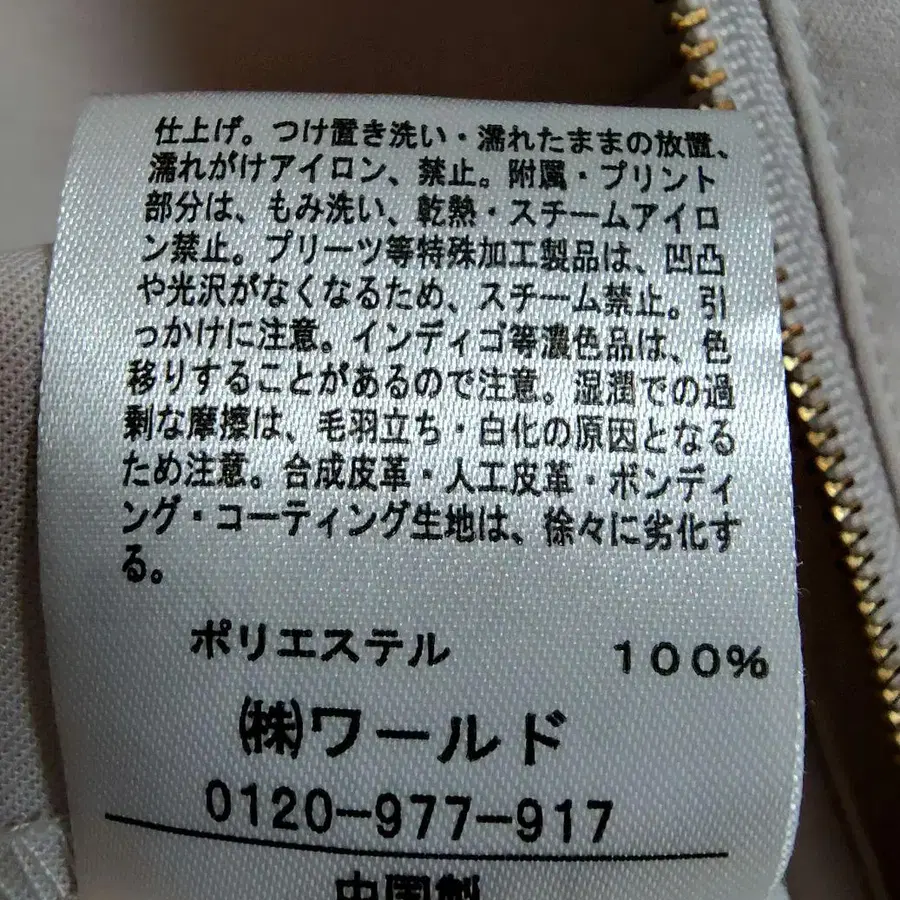 仕上げ。つけ置き洗い・濡れたままの放置、
濡れがけアイロン、禁止。附属・プリント
部分は、もみ洗い、乾熱・スチームアイロ
ン禁止。プリーツ等特殊加工製品は、凹凸
や光沢がなくなるため、スチーム禁止。引
っかけに注意。インディゴ等濃色品は、色
移りすることがあるので注意。湿潤での過
剰な摩擦は、毛羽立ち・白化の原因となる
ため注意。合成皮革・人工皮革・ボンディ
ング・コーティング生地は、徐々に劣化す
る。
ポリエステル 100%
㈱ワールド
0120-977-917
中国製